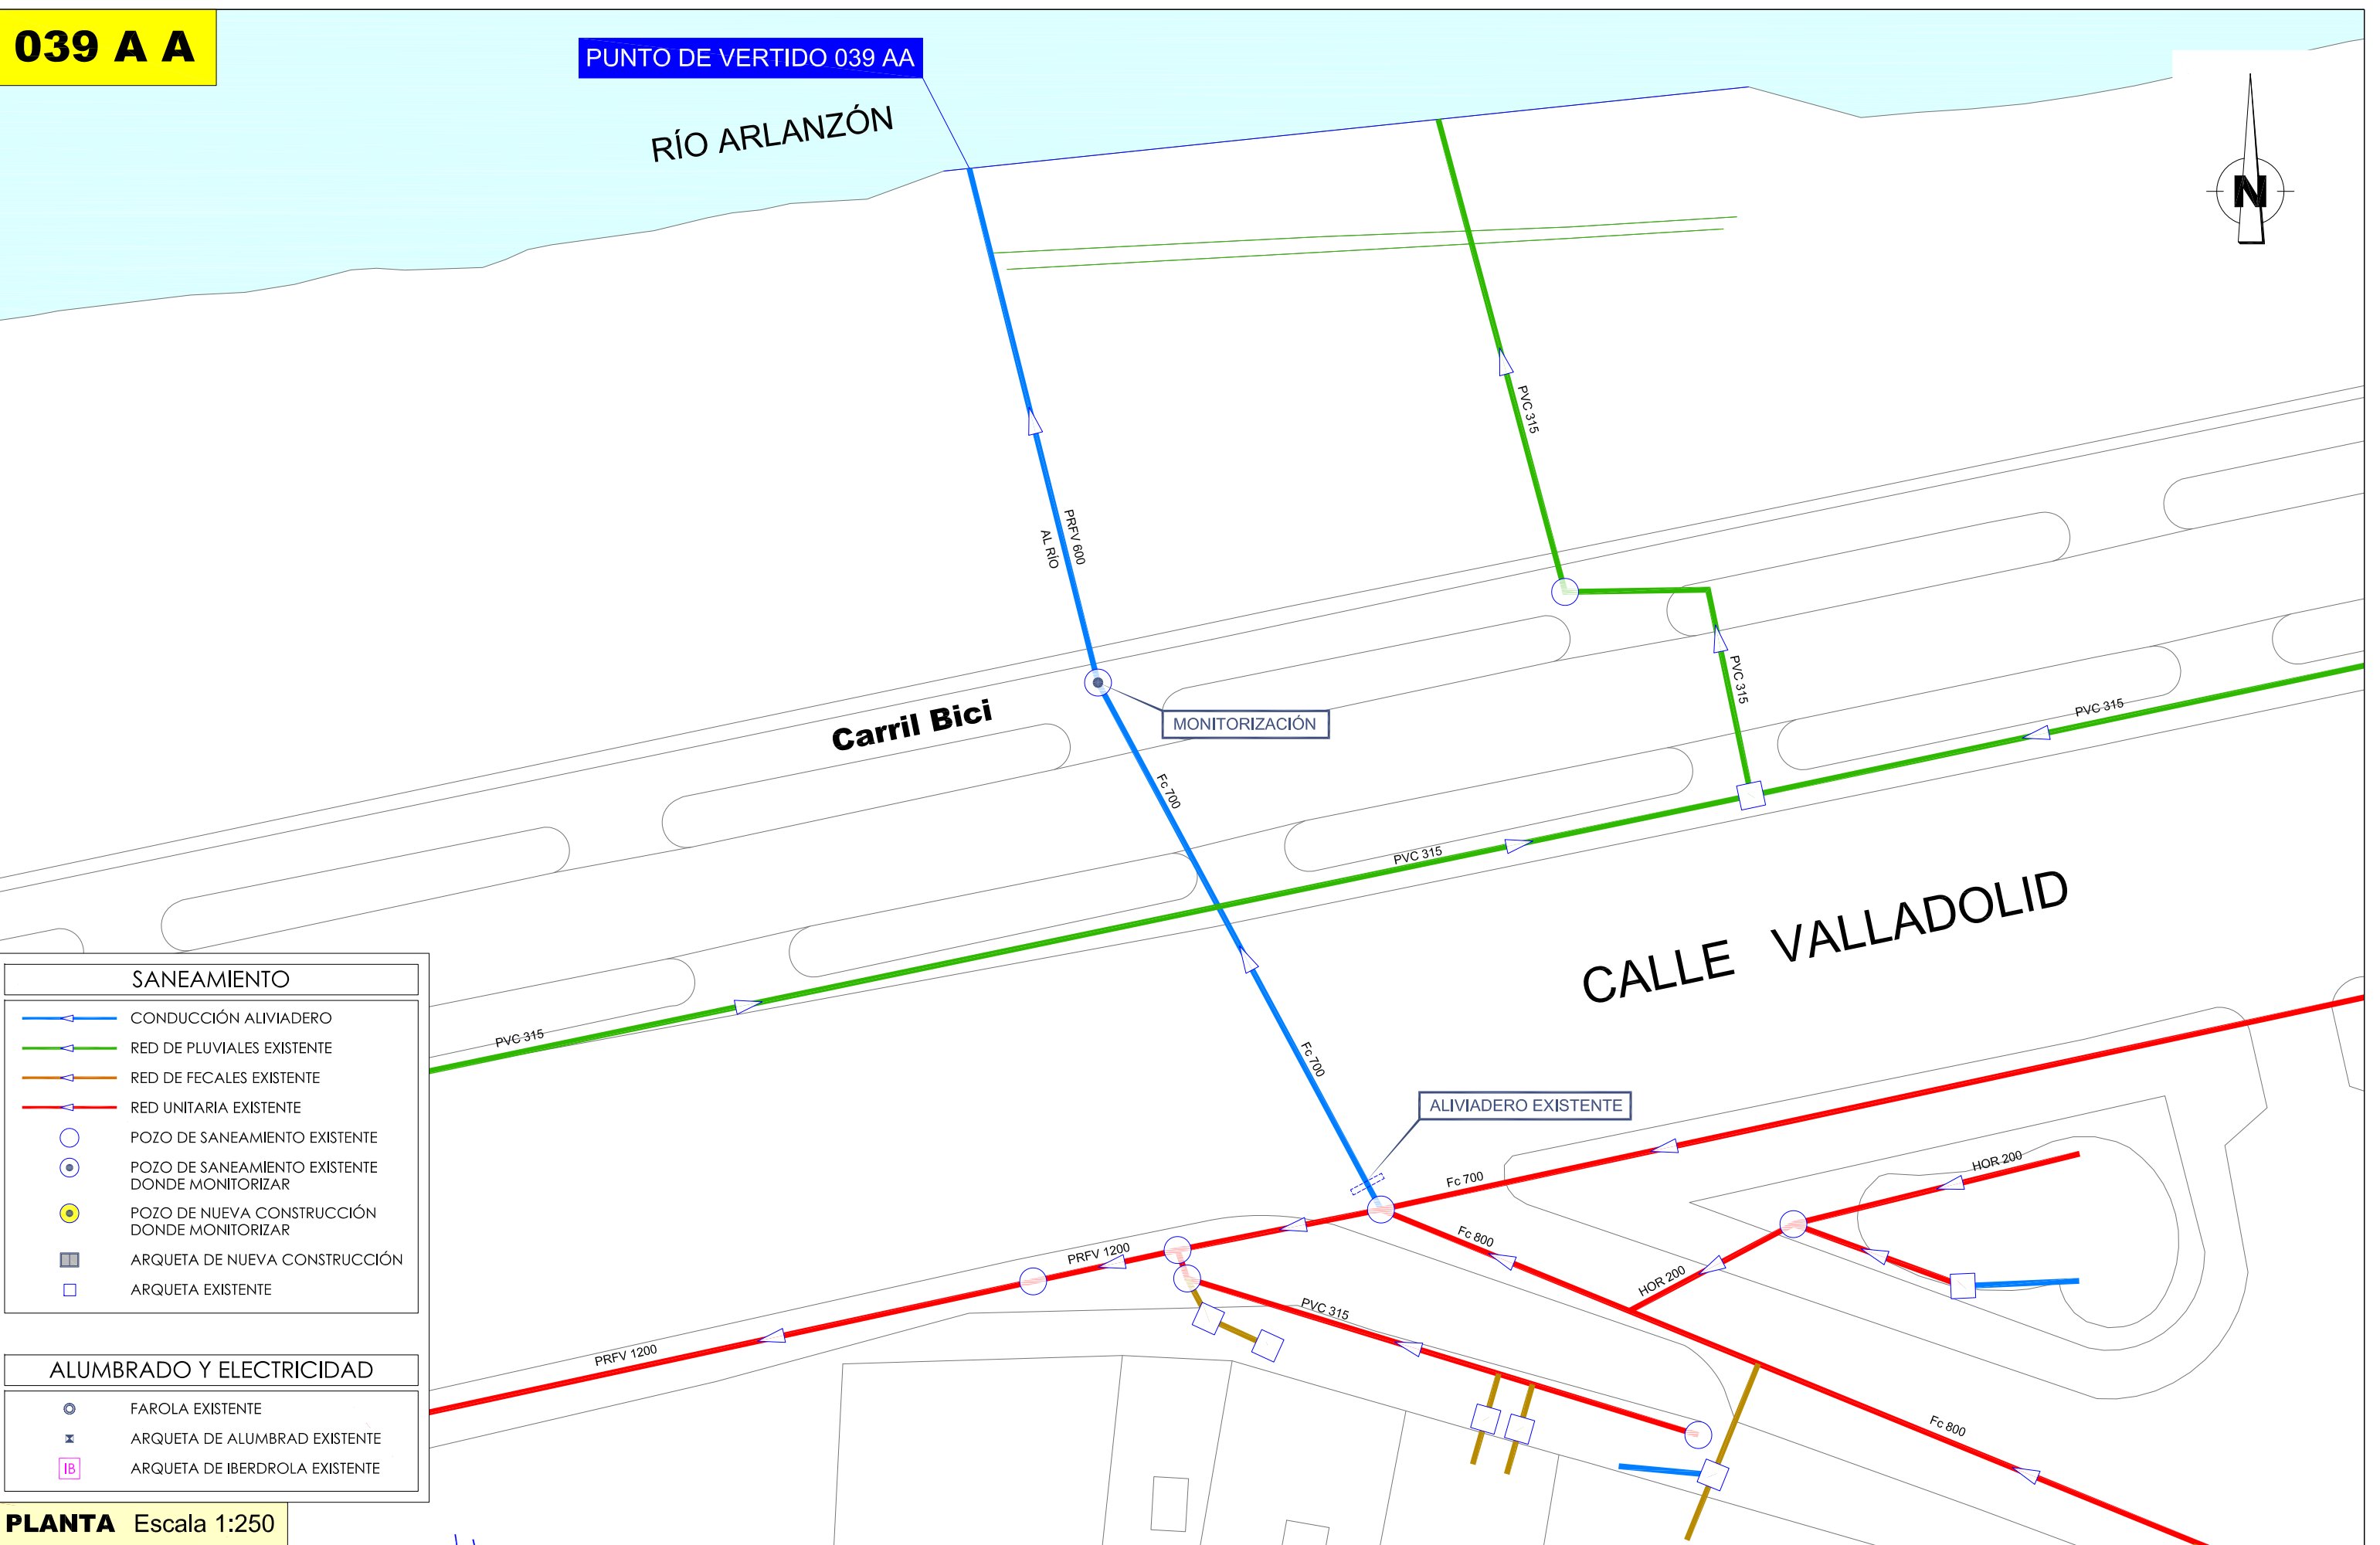 039 A A
PUNTO DE VERTIDO 039 AA
RÍO ARLANZÓN
N
PVC 315
PRFV 600
AL RÍO
PVC 315
MONITORIZACIÓN
Carril Bici
PVC 315
Fc 700
PVC 315
CALLE VALLADOLID
PVC 315
Fc 700
ALIVIADERO EXISTENTE
Fc 700
HOR 200
Fc 800
PRFV 1200
HOR 200
PVC 315
PRFV 1200
Fc 800
SANEAMIENTO
CONDUCCIÓN ALIVIADERO
RED DE PLUVIALES EXISTENTE
RED DE FECALES EXISTENTE
RED UNITARIA EXISTENTE
POZO DE SANEAMIENTO EXISTENTE
POZO DE SANEAMIENTO EXISTENTE
DONDE MONITORIZAR
POZO DE NUEVA CONSTRUCCIÓN
DONDE MONITORIZAR
ARQUETA DE NUEVA CONSTRUCCIÓN
ARQUETA EXISTENTE
ALUMBRADO Y ELECTRICIDAD
FAROLA EXISTENTE
ARQUETA DE ALUMBRAD EXISTENTE
IB ARQUETA DE IBERDROLA EXISTENTE
PLANTA Escala 1:250